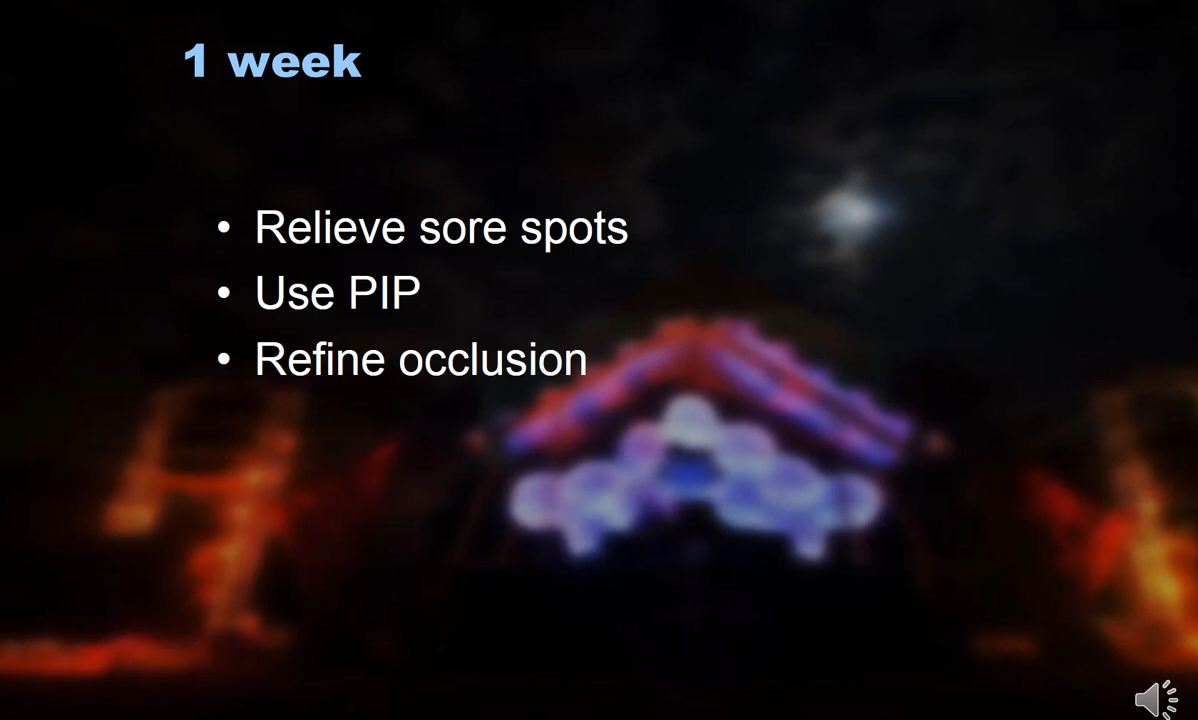 1 week
• Relieve sore spots
• Use PIP
• Refine occlusion